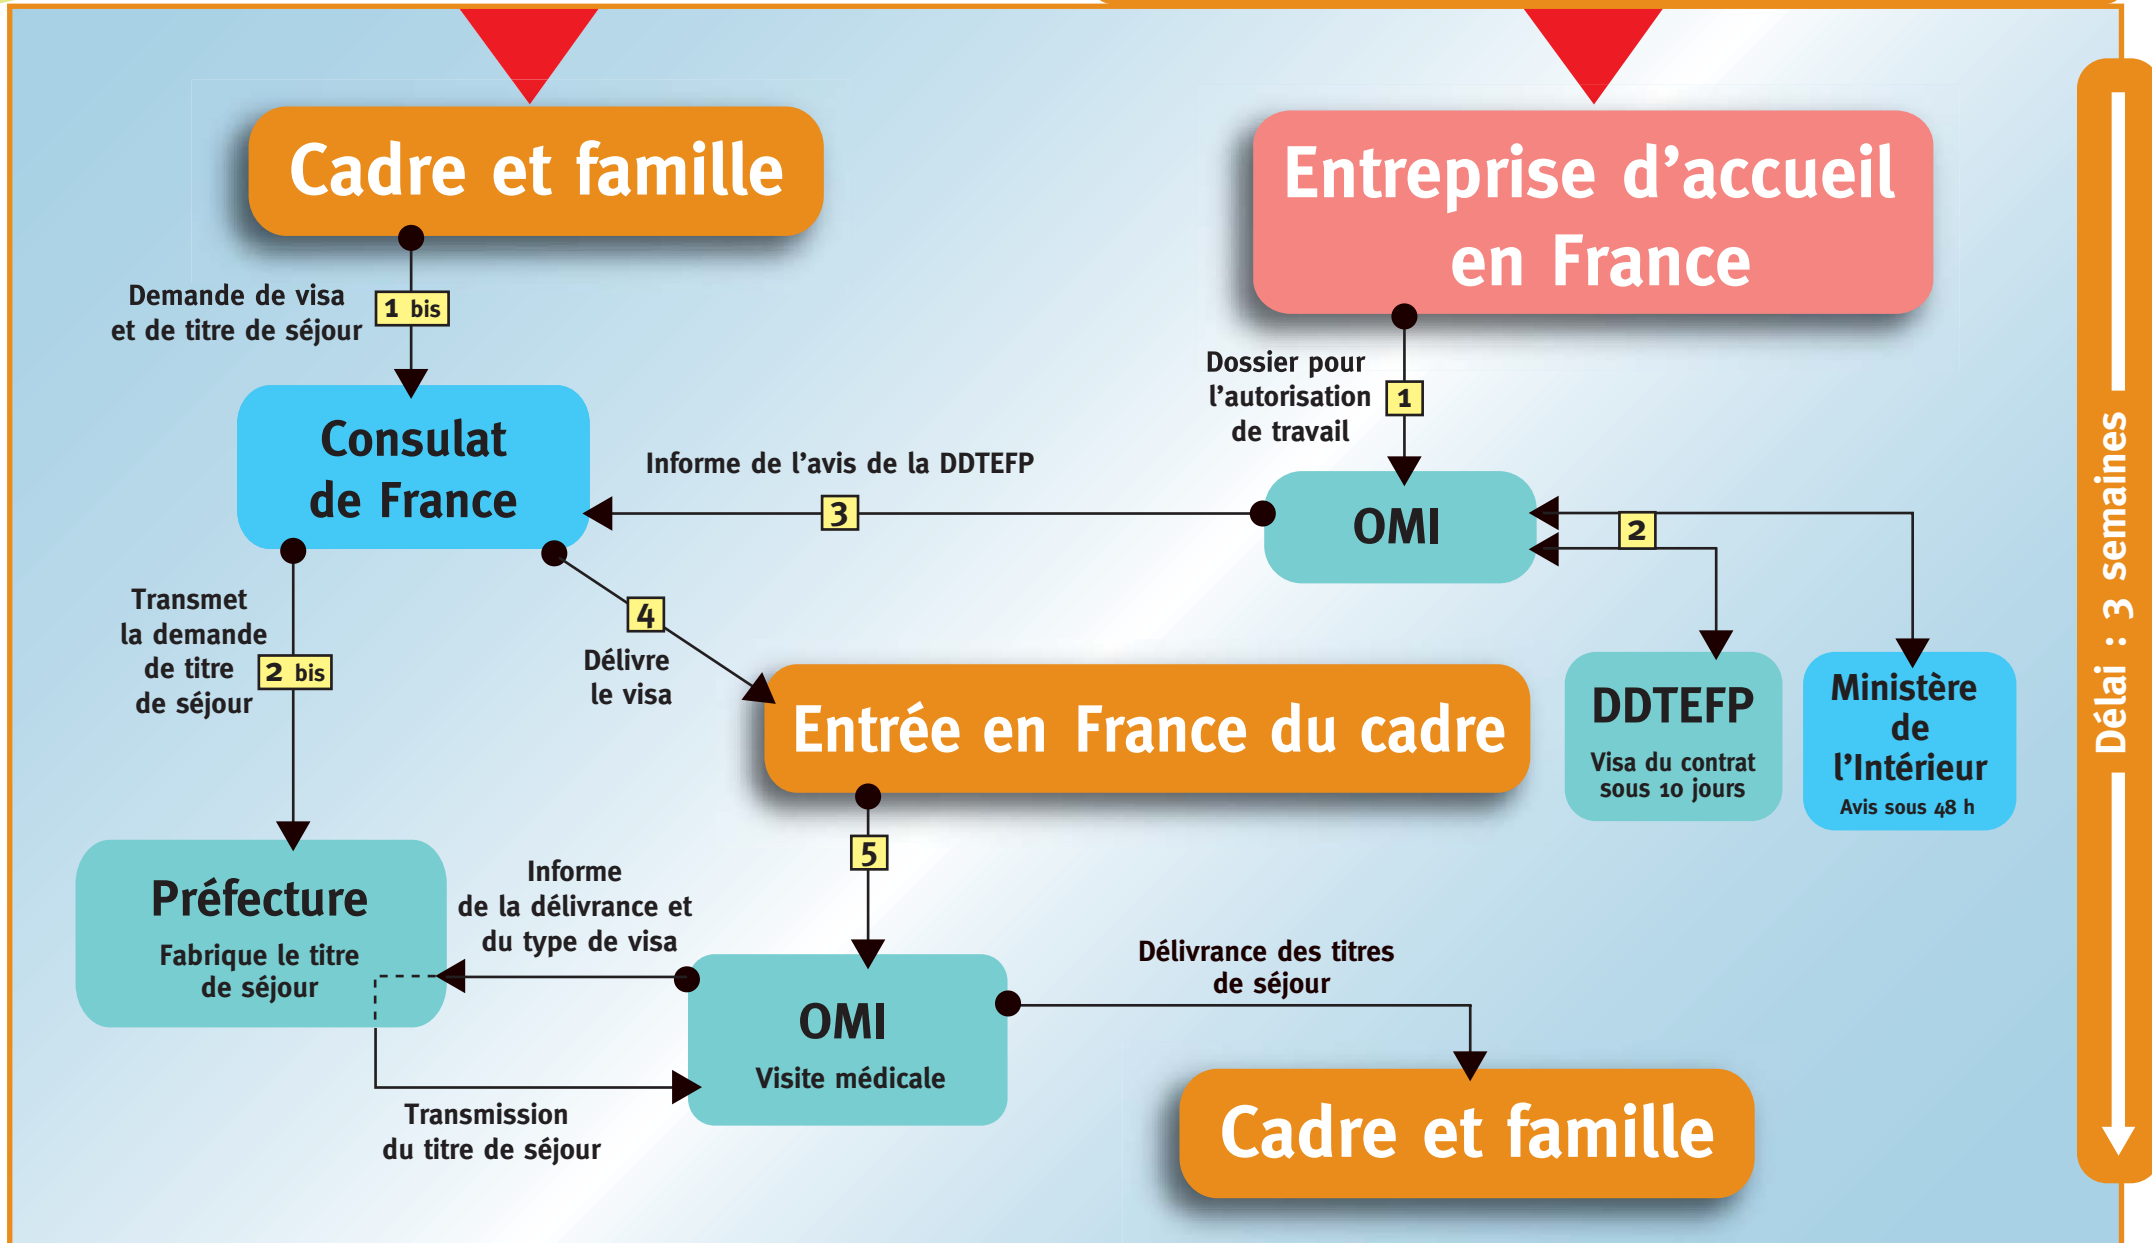 Cadre et famille
Entreprise d'accueil
en France
Demande de visa
et de titre de séjour
1 bis
Dossier pour
l'autorisation
de travail
1
Consulat
de France
Informe de l'avis de la DDTEFP
3
OMI
2
Délai : 3 semaines
Transmet
la demande
de titre
de séjour
2 bis
4
Délivre
le visa
Entrée en France du cadre
DDTEFP
Visa du contrat
sous 10 jours
Ministère
de
l'Intérieur
Avis sous 48 h
5
Préfecture
Fabrique le titre
de séjour
Informe
de la délivrance et
du type de visa
OMI
Visite médicale
Délivrance des titres
de séjour
Transmission
du titre de séjour
Cadre et famille